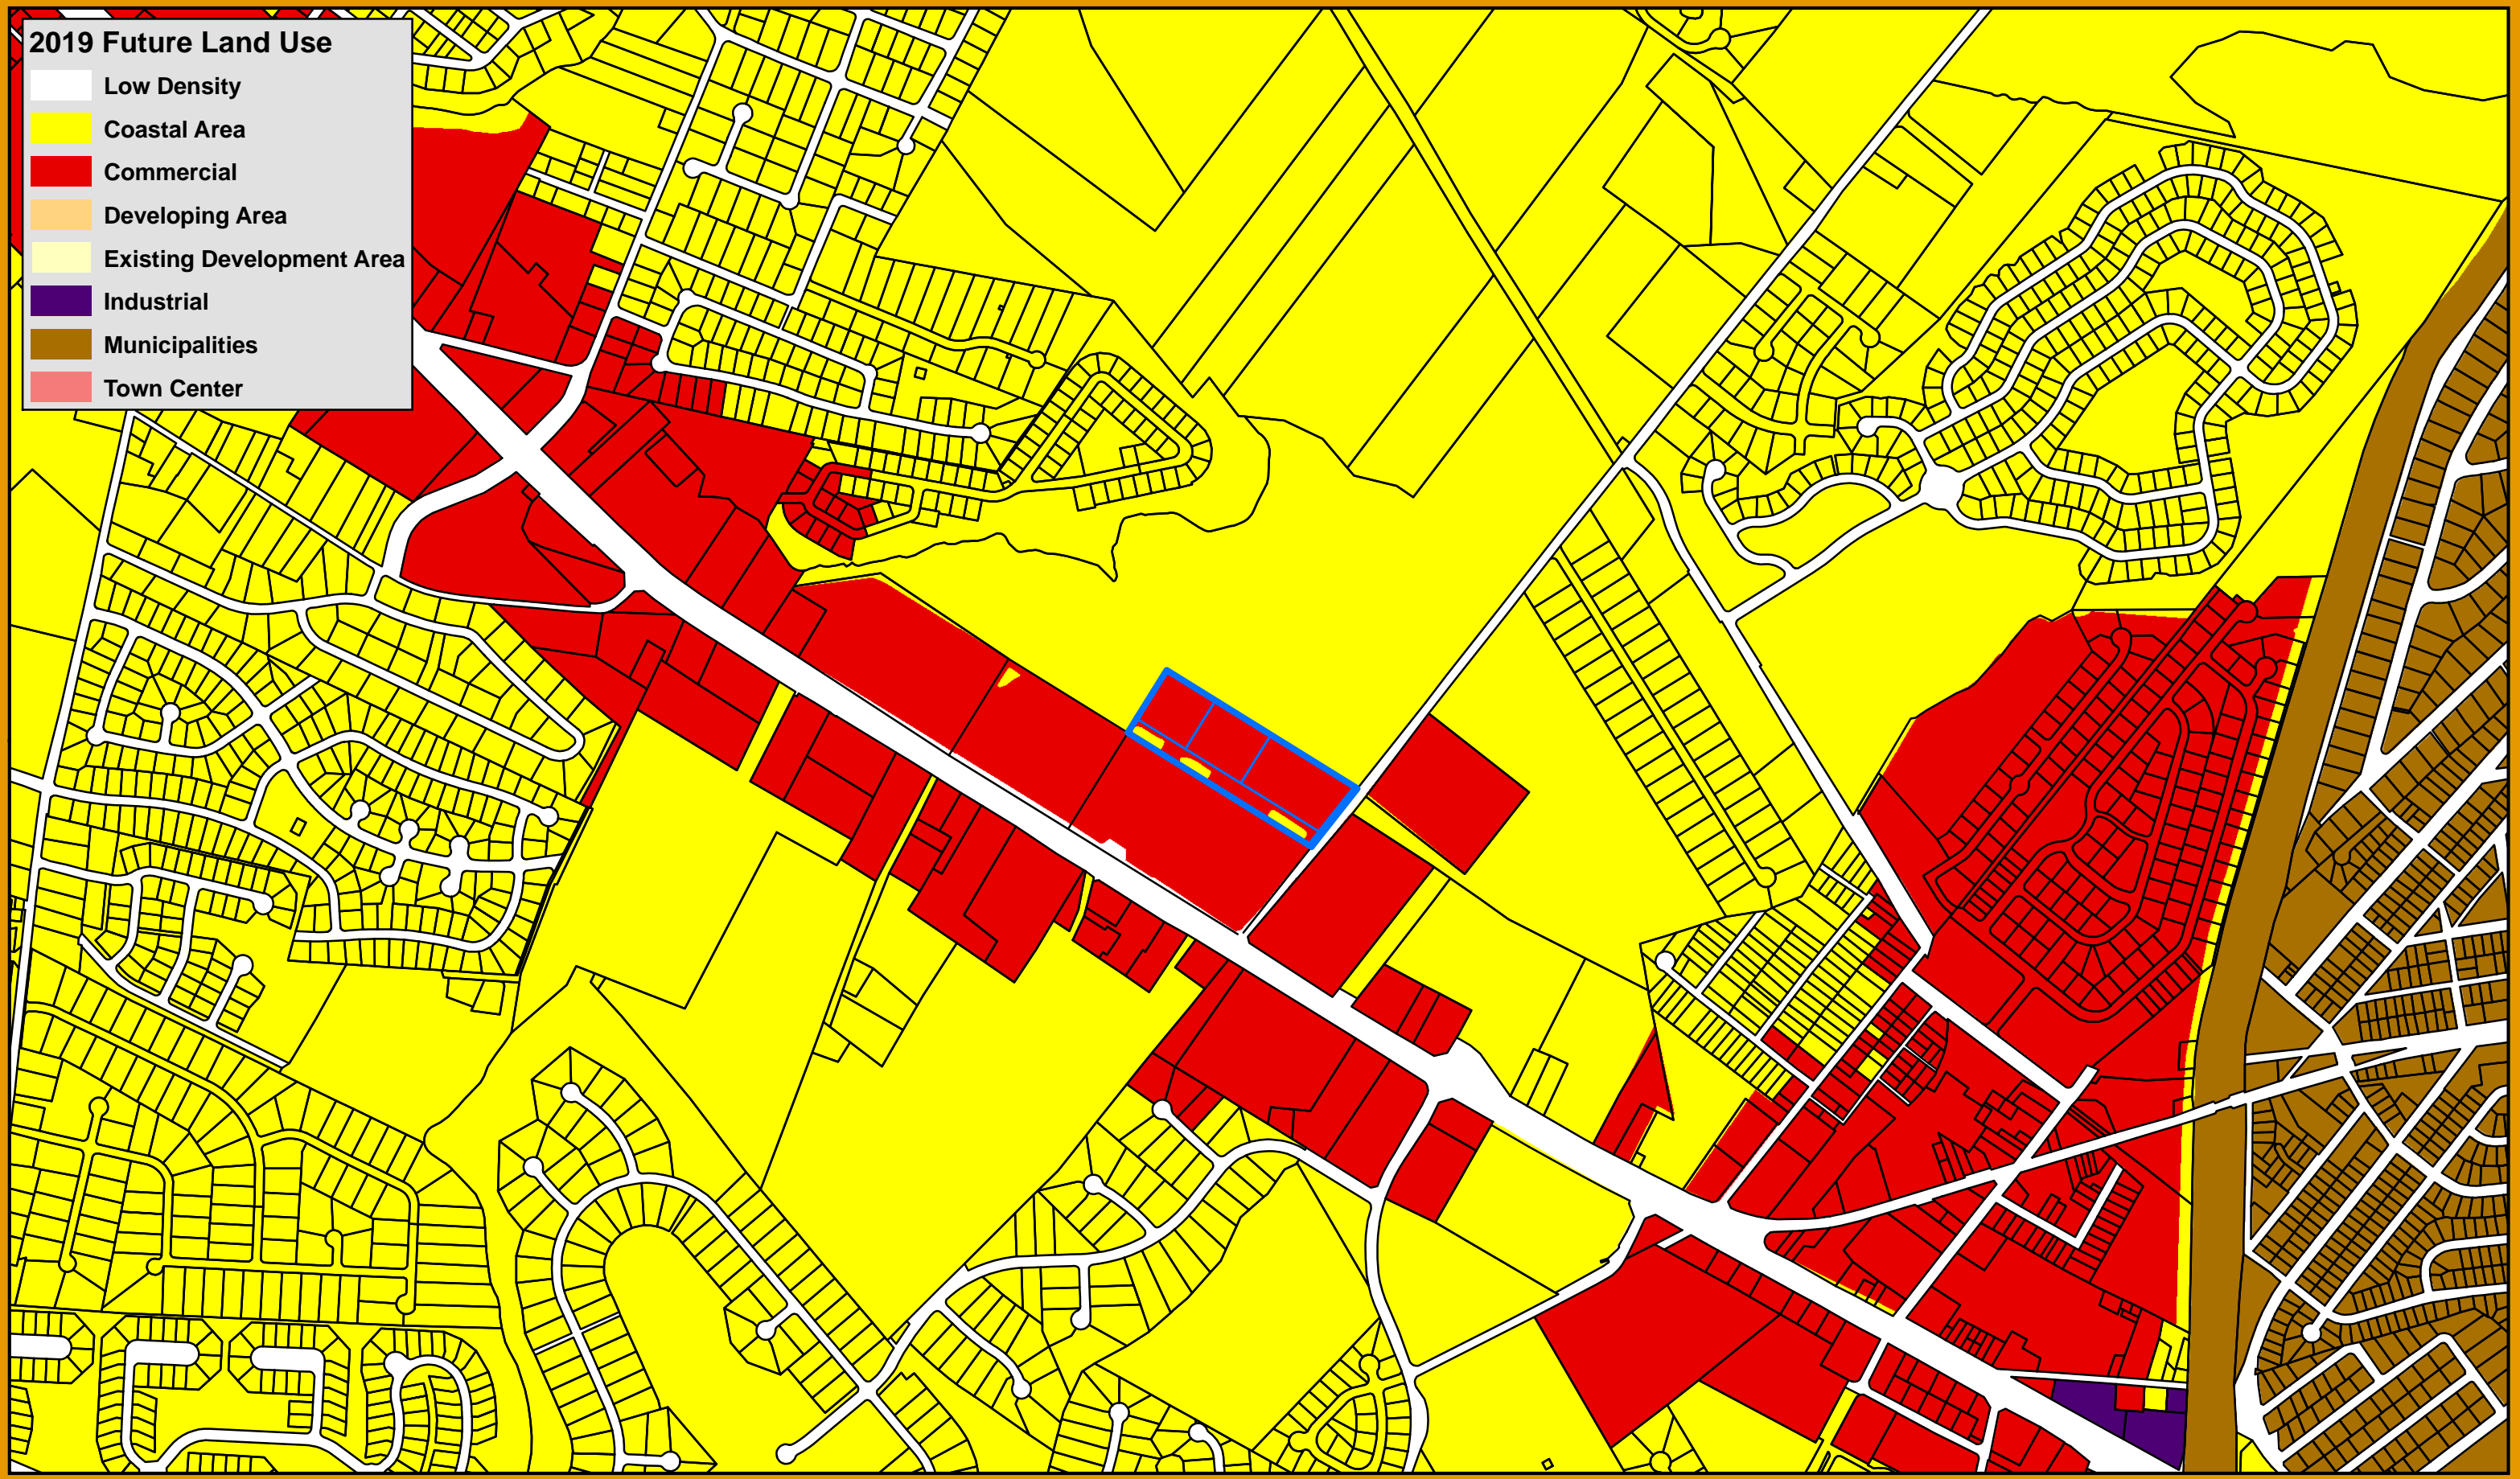 2019 Future Land Use
Low Density
Coastal Area
Commercial
Developing Area
Existing Development Area
Industrial
Municipalities
Town Center